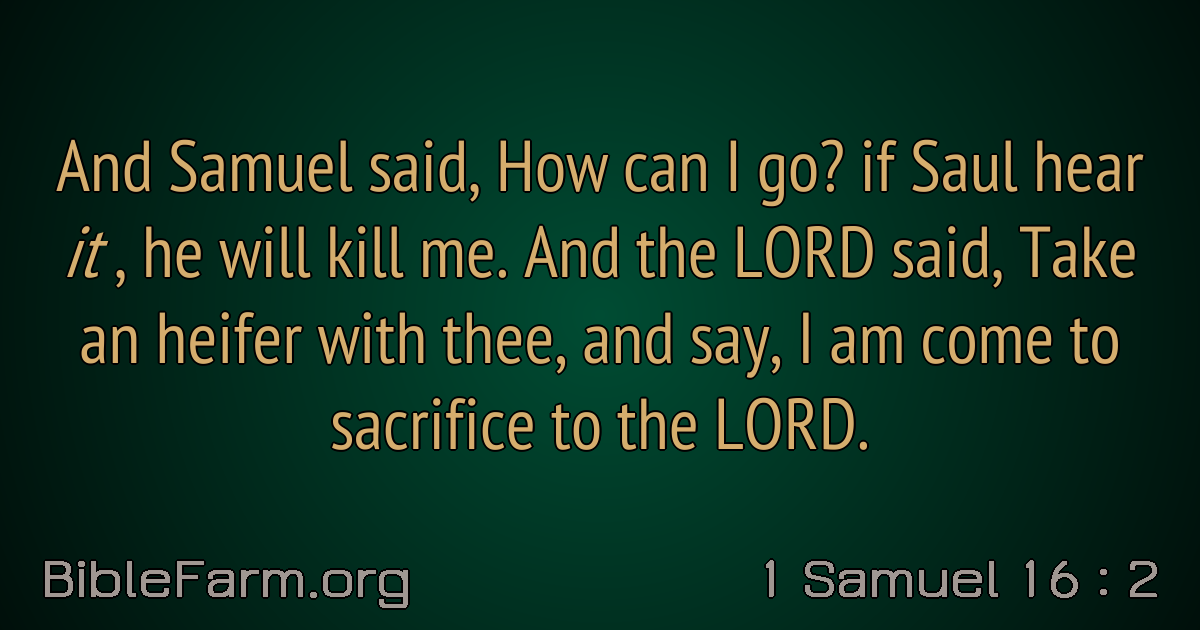 And Samuel said, How can I go? if Saul hear
it , he will kill me. And the LORD said, Take
an heifer with thee, and say, I am come to
sacrifice to the LORD.
BibleFarm.org
1 Samuel 16 : 2